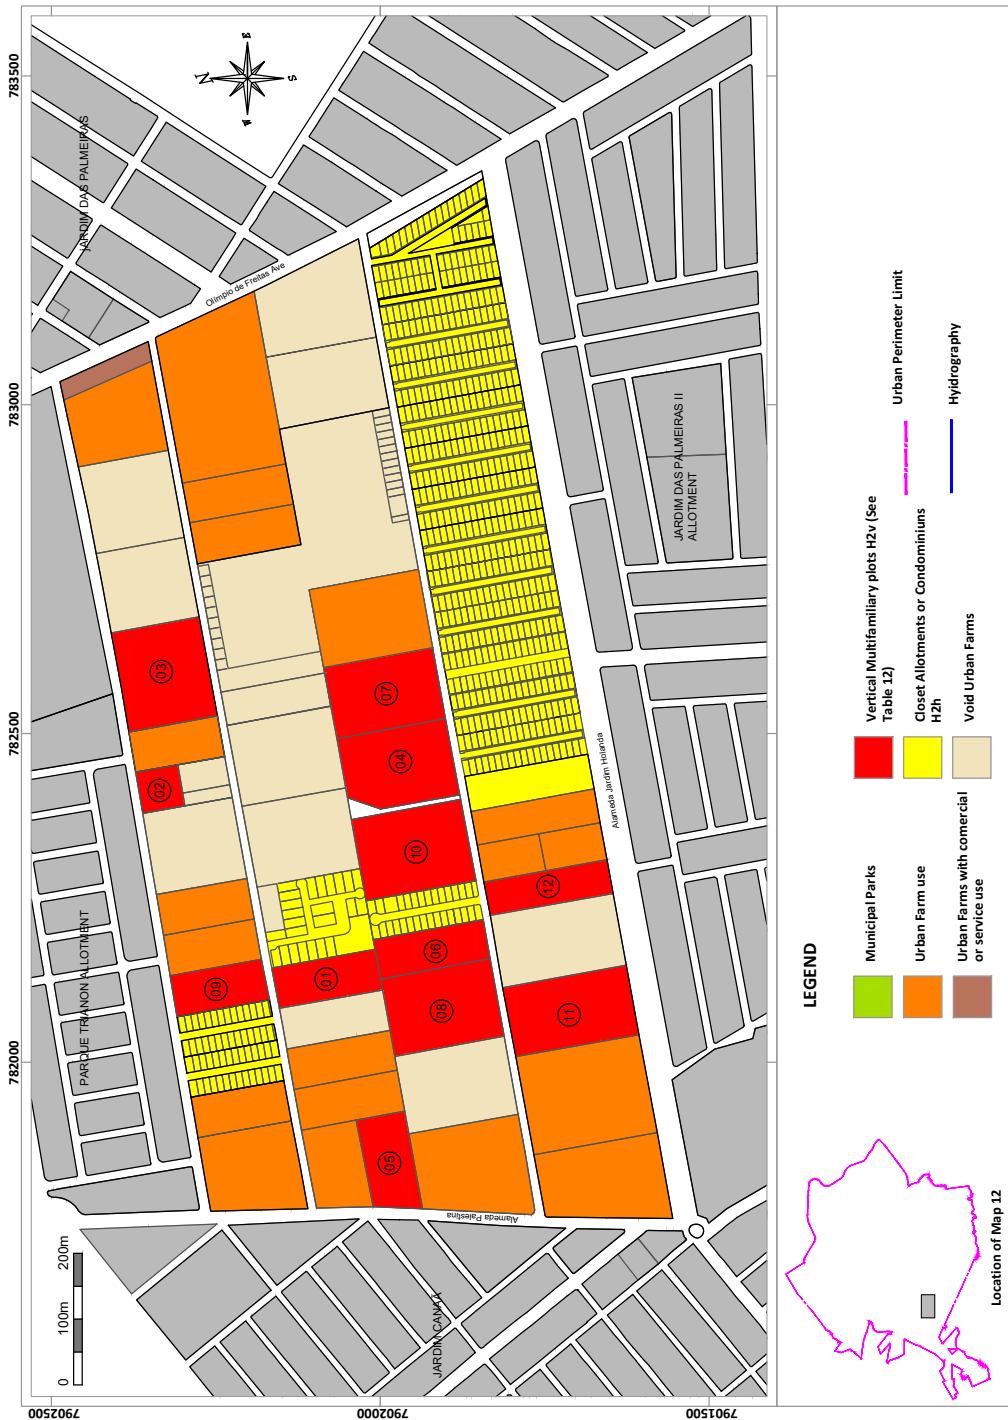 783500
783000
782500
782000
7902500
7902000
7901500
N
E
S
W
JARDIM DAS PALMEIRAS
Olímpio de Freitas Ave
PARQUE TRIANON ALLOTMENT
JARDIM DAS PALMEIRAS II
ALLOTMENT
Alameda Jardim Holanda
Alameda Palestina
JARDIM CANAÃ
03
02
07
04
10
12
09
01
06
08
11
05
0
100m
200m
LEGEND
Municipal Parks
Urban Farm use
Urban Farms with comercial
or service use
Vertical Multifamiliary plots H2v (See
Table 12)
Closet Allotments or Condominiuns
H2h
Void Urban Farms
Urban Perimeter Limit
Hyidrography
Location of Map 12